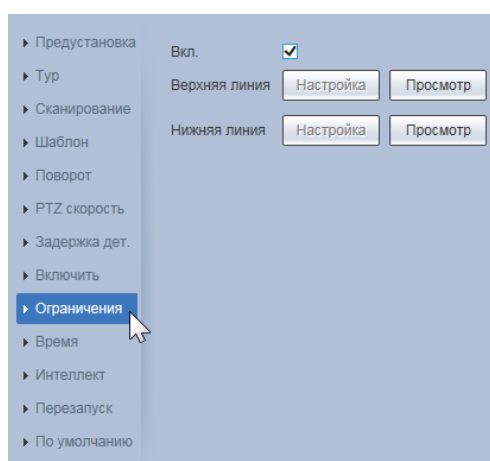 Предустановка
Тур
Сканирование
Шаблон
Поворот
PTZ скорость
Задержка дет.
Включить
Ограничения
Время
Интеллект
Перезапуск
По умолчанию
Вкл.
Верхняя линия Настройка Просмотр
Нижняя линия Настройка Просмотр